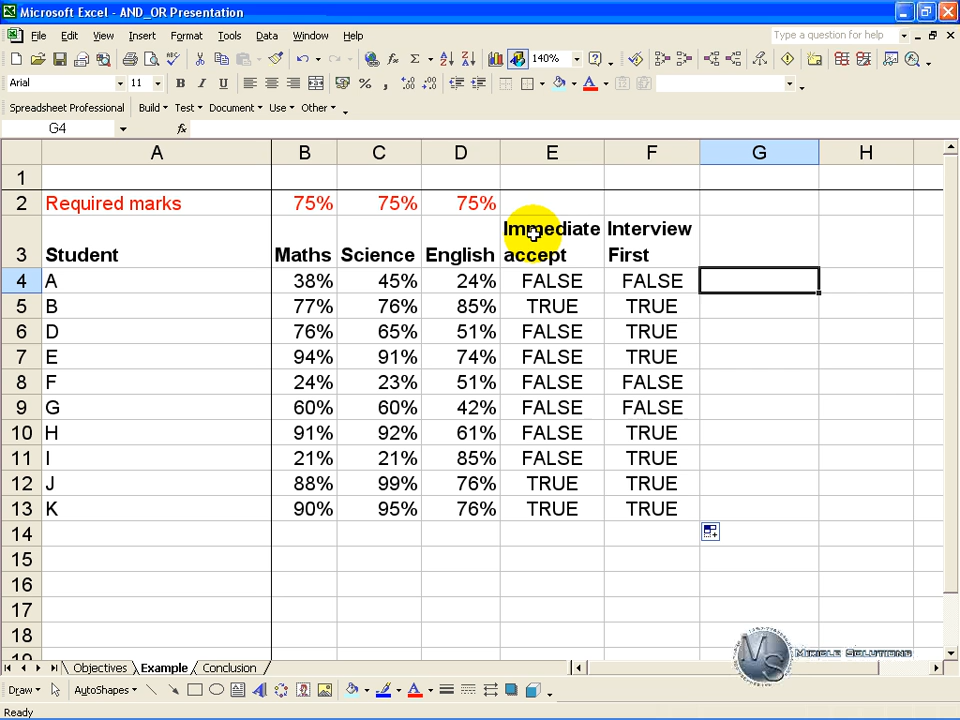 Microsoft Excel - AND_OR Presentation
File Edit View Insert Format Tools Data Window Help Type a question for help
140%
Arial 11 B I U
Spreadsheet Professional Build Test Document Use Other
G4 fx
A B C D E F G H
1
2 Required marks 75% 75% 75%
Immediate Interview
3 Student Maths Science English accept First
4 A 38% 45% 24% FALSE FALSE
5 B 77% 76% 85% TRUE TRUE
6 D 76% 65% 51% FALSE TRUE
7 E 94% 91% 74% FALSE TRUE
8 F 24% 23% 51% FALSE FALSE
9 G 60% 60% 42% FALSE FALSE
10 H 91% 92% 61% FALSE TRUE
11 I 21% 21% 85% FALSE TRUE
12 J 88% 99% 76% TRUE TRUE
13 K 90% 95% 76% TRUE TRUE
14
15
16
17
18
Objectives Example Conclusion
Draw AutoShapes
Ready